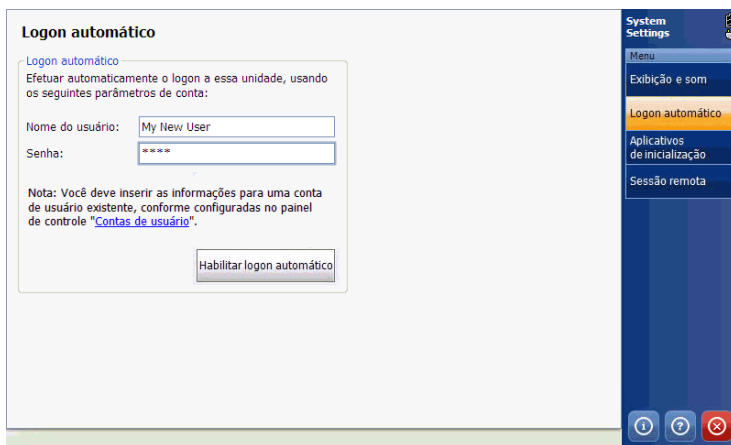 Logon automático
Logon automático
Efetuar automaticamente o logon a essa unidade, usando
os seguintes parâmetros de conta:
Nome do usuário: My New User
Senha: ****
Nota: Você deve inserir as informações para uma conta
de usuário existente, conforme configuradas no painel
de controle "Contas de usuário".
Habilitar logon automático
System
Settings
Menu
Exibição e som
Logon automático
Aplicativos
de inicialização
Sessão remota